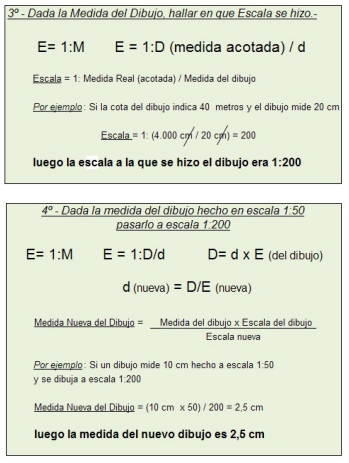 3º - Dada la Medida del Dibujo, hallar en que Escala se hizo.-
E= 1:M E = 1:D (medida acotada) / d
Escala = 1: Medida Real (acotada) / Medida del dibujo
Por ejemplo : Si la cota del dibujo indica 40 metros y el dibujo mide 20 cm
Escala = 1: (4.000 cm / 20 cm) = 200
luego la escala a la que se hizo el dibujo era 1:200
4º - Dada la medida del dibujo hecho en escala 1:50
pasarlo a escala 1:200
E= 1:M E = 1:D/d D= d x E (del dibujo)
d (nueva) = D/E (nueva)
Medida Nueva del Dibujo = Medida del dibujo x Escala del dibujo
Escala nueva
Por ejemplo : Si un dibujo mide 10 cm hecho a escala 1:50
y se dibuja a escala 1:200
Medida Nueva del Dibujo = (10 cm x 50) / 200 = 2,5 cm
luego la medida del nuevo dibujo es 2,5 cm